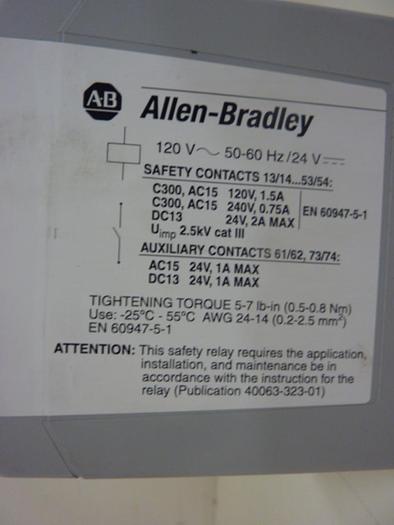 AB Allen-Bradley
120 V~ 50-60 Hz/24 V⎓
SAFETY CONTACTS 13/14...53/54:
C300, AC15 120V, 1.5A
C300, AC15 240V, 0.75A
DC13 24V, 2A MAX
EN 60947-5-1
Uimp 2.5kV cat III
AUXILIARY CONTACTS 61/62, 73/74:
AC15 24V, 1A MAX
DC13 24V, 1A MAX
TIGHTENING TORQUE 5-7 lb-in (0.5-0.8 Nm)
Use: -25°C - 55°C AWG 24-14 (0.2-2.5 mm²)
EN 60947-5-1
ATTENTION: This safety relay requires the application,
installation, and maintenance be in
accordance with the instruction for the
relay (Publication 40063-323-01)